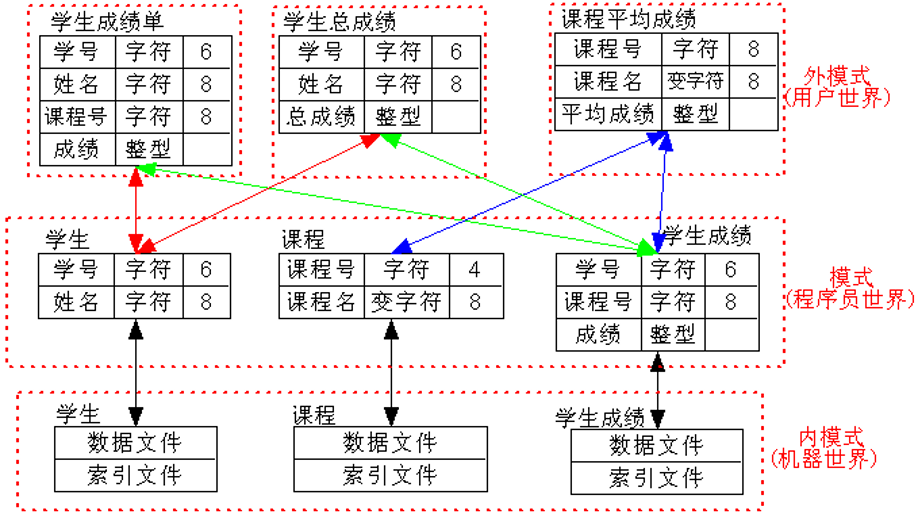 学生成绩单
学号 字符 6
姓名 字符 8
课程号 字符 8
成绩 整型
学生总成绩
学号 字符 6
姓名 字符 8
总成绩 整型
课程平均成绩
课程号 字符 8
课程名 变字符 8
平均成绩 整型
外模式
(用户世界)
学生
学号 字符 6
姓名 字符 8
课程
课程号 字符 4
课程名 变字符 8
学生成绩
学号 字符 6
课程号 字符 8
成绩 整型
模式
(程序员世界)
学生
数据文件
索引文件
课程
数据文件
索引文件
学生成绩
数据文件
索引文件
内模式
(机器世界)